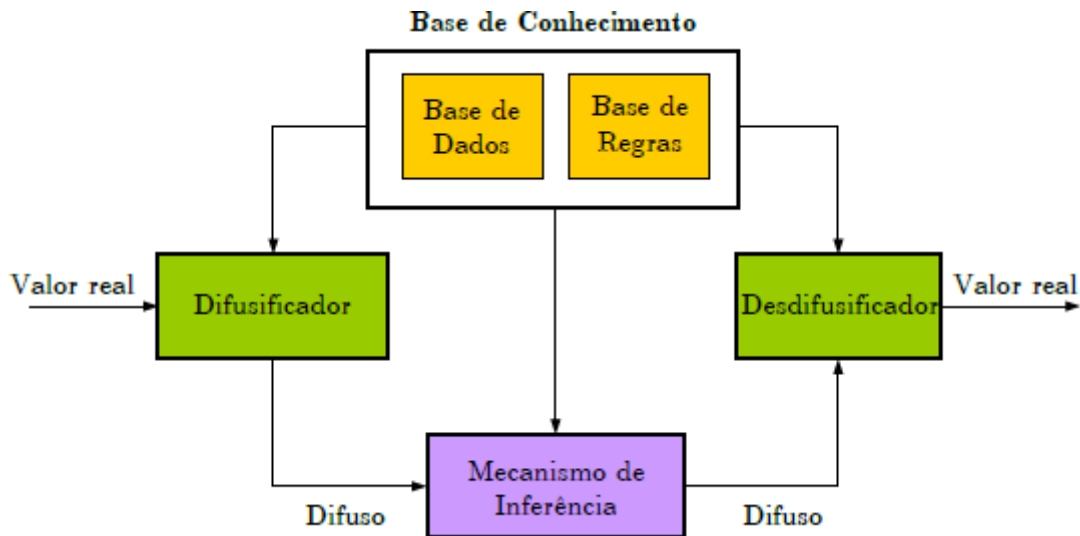 Base de Conhecimento
Base de
Dados
Base de
Regras
Valor real
Difusificador
Desdifusificador
Valor real
Mecanismo de
Inferência
Difuso
Difuso